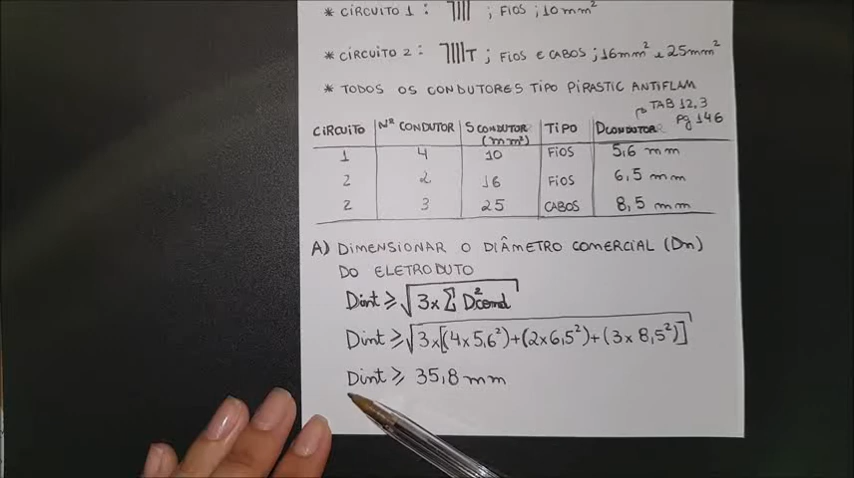 * CIRCUITO 1: ; FIOS ; 10 mm²
* CIRCUITO 2: T ; FIOS E CABOS ; 16mm² e 25mm²
* TODOS OS CONDUTORES TIPO PIRASTIC ANTIFLAM
TAB 12.3
Pg 146
CIRCUITO Nº CONDUTOR S CONDUTOR (mm²) TIPO DCONDUTOR
1 4 10 FIOS 5,6 mm
2 2 16 FIOS 6,5 mm
2 3 25 CABOS 8,5 mm
A) DIMENSIONAR O DIÂMETRO COMERCIAL (Dn)
DO ELETRODUTO
Dint ≥ √3x∑ D²cond
Dint ≥ √3x[(4x5,6²)+(2x6,5²)+(3x8,5²)]
Dint ≥ 35,8 mm